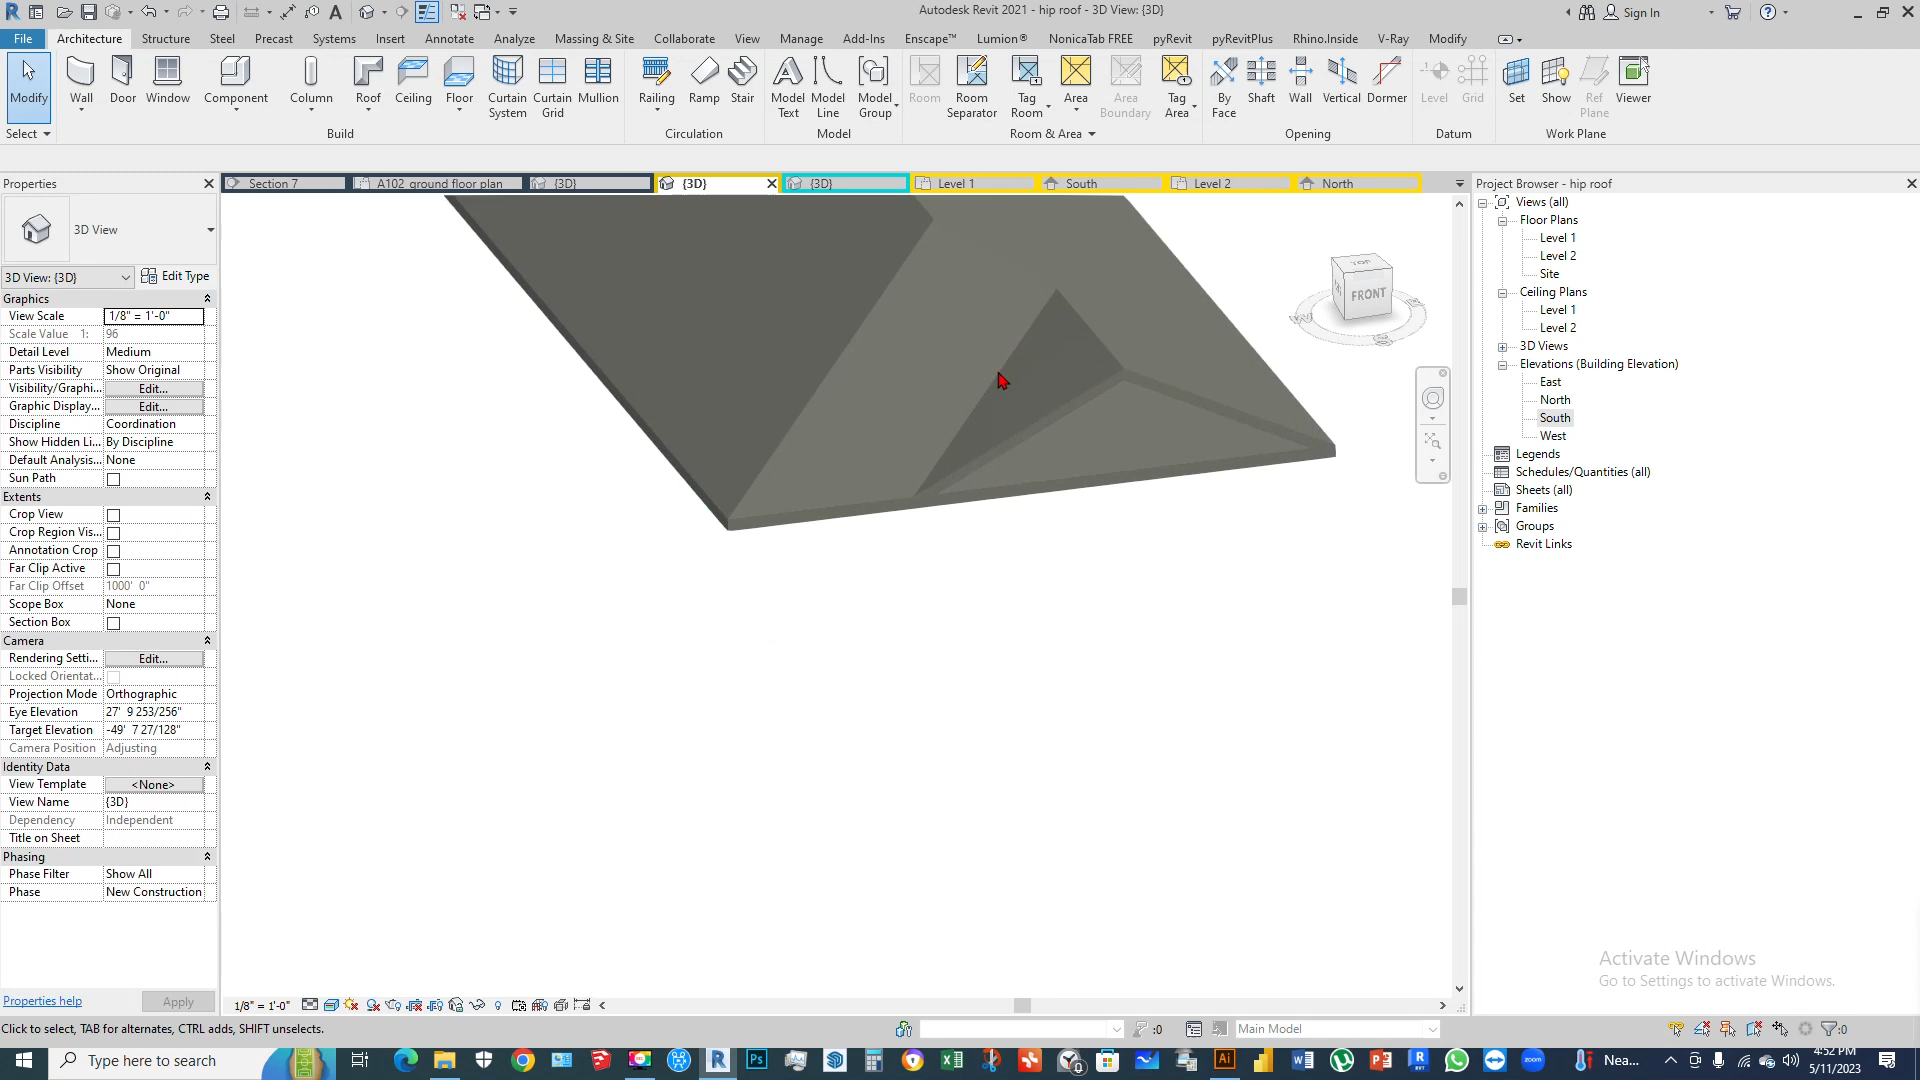 Autodesk Revit 2021 - hip roof - 3D View: {3D}
Sign In
File Architecture Structure Steel Precast Systems Insert Annotate Analyze Massing & Site Collaborate View Manage Add-Ins Enscape™ Lumion® NonicaTab FREE pyRevit pyRevitPlus Rhino.Inside V-Ray Modify
Modify Wall Door Window Component Column Roof Ceiling Floor Curtain System Curtain Grid Mullion Railing Ramp Stair Model Text Model Line Model Group Room Room Separator Tag Room Area Area Boundary Tag Area By Face Shaft Wall Vertical Dormer Level Grid Set Show Ref Plane Viewer
Select Build Circulation Model Room & Area Opening Datum Work Plane
Properties
Section 7 A102 ground floor plan {3D} {3D} {3D} Level 1 South Level 2 North
3D View
3D View: {3D} Edit Type
Graphics
View Scale 1/8" = 1'-0"
Scale Value 1: 96
Detail Level Medium
Parts Visibility Show Original
Visibility/Graphi... Edit...
Graphic Display... Edit...
Discipline Coordination
Show Hidden Li... By Discipline
Default Analysis... None
Sun Path
Extents
Crop View
Crop Region Vis...
Annotation Crop
Far Clip Active
Far Clip Offset 1000' 0"
Scope Box None
Section Box
Camera
Rendering Setti... Edit...
Locked Orientat...
Projection Mode Orthographic
Eye Elevation 27' 9 253/256"
Target Elevation -49' 7 27/128"
Camera Position Adjusting
Identity Data
View Template <None>
View Name {3D}
Dependency Independent
Title on Sheet
Phasing
Phase Filter Show All
Phase New Construction
Properties help Apply
TOP
FRONT
Project Browser - hip roof
Views (all)
Floor Plans
Level 1
Level 2
Site
Ceiling Plans
Level 1
Level 2
3D Views
Elevations (Building Elevation)
East
North
South
West
Legends
Schedules/Quantities (all)
Sheets (all)
Families
Groups
Revit Links
Activate Windows
Go to Settings to activate Windows.
1/8" = 1'-0"
Click to select, TAB for alternates, CTRL adds, SHIFT unselects.
:0 Main Model :0
Type here to search
Nea...
4:52 PM
5/11/2023